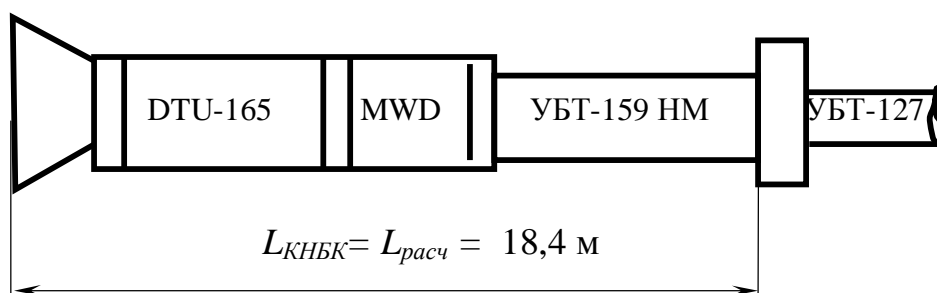 DTU-165 MWD УБТ-159 НМ УБТ-127
LКНБК= Lрасч = 18,4 м